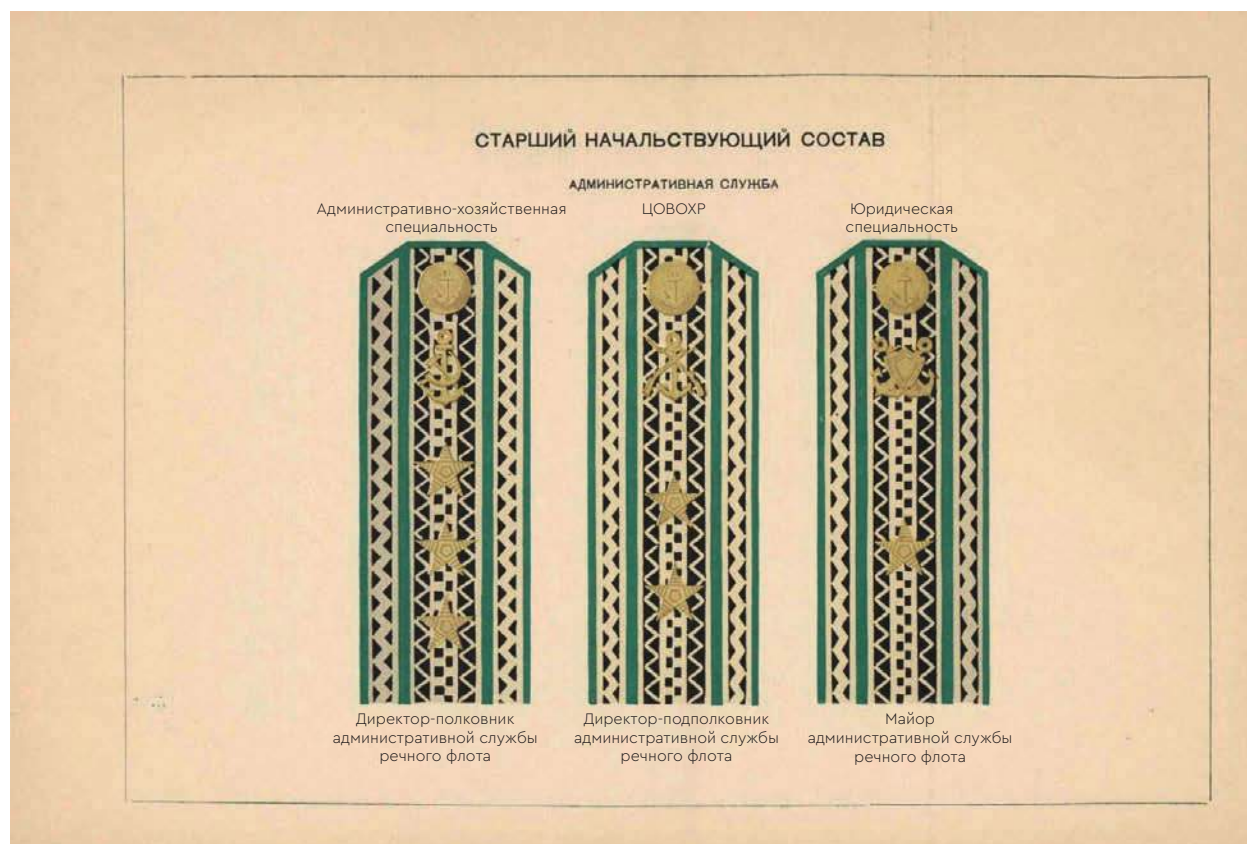 СТАРШИЙ НАЧАЛЬСТВУЮЩИЙ СОСТАВ
АДМИНИСТРАТИВНАЯ СЛУЖБА
Административно-хозяйственная
специальность
ЦОВОХР
Юридическая
специальность
Директор-полковник
административной службы
речного флота
Директор-подполковник
административной службы
речного флота
Майор
административной службы
речного флота